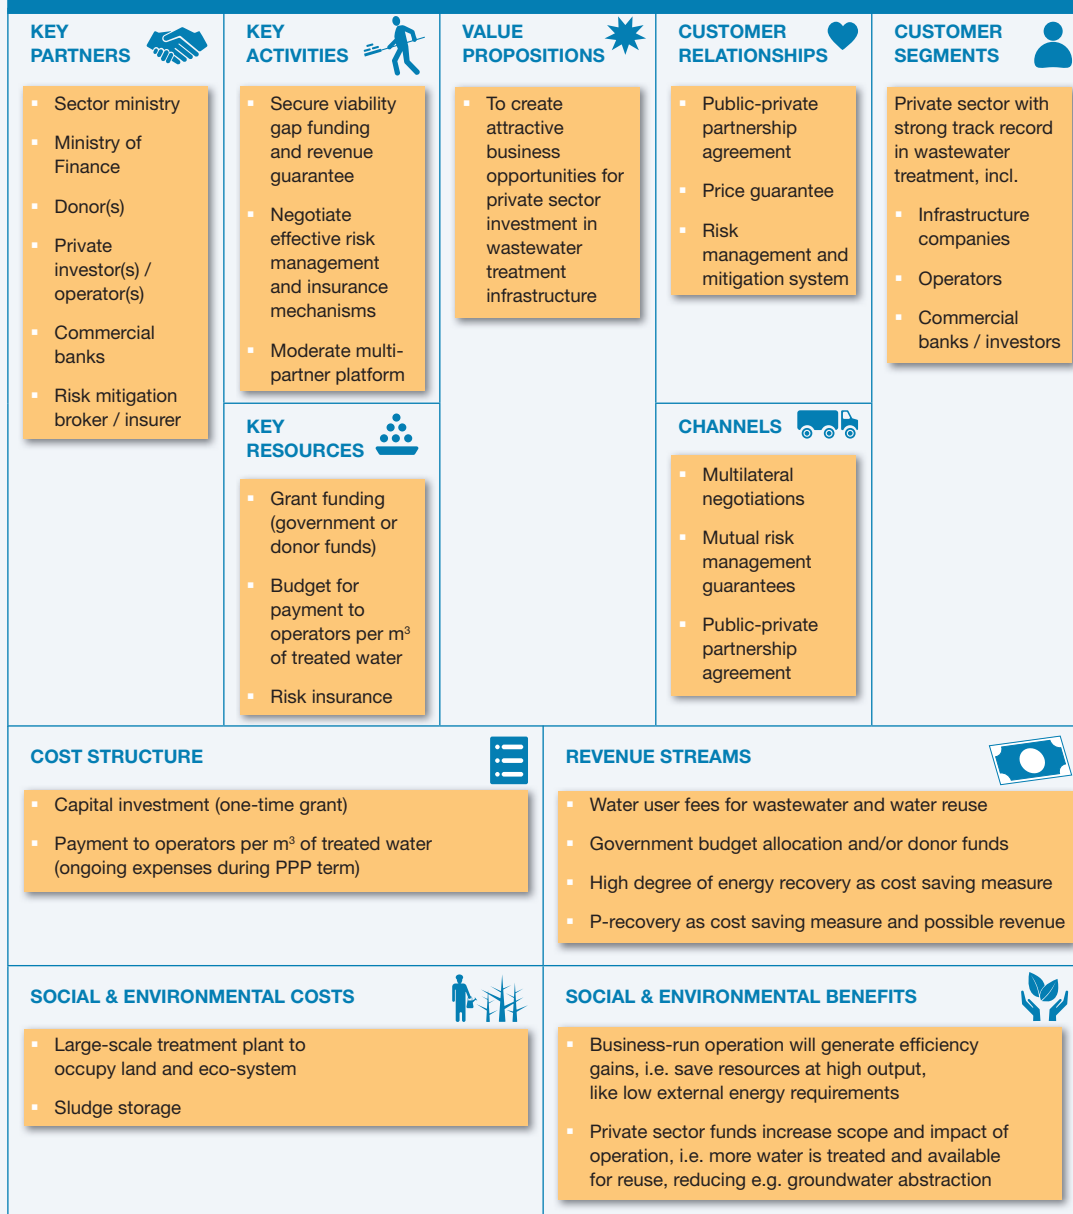 KEY
PARTNERS
Sector ministry
Ministry of
Finance
Donor(s)
Private
investor(s) /
operator(s)
Commercial
banks
Risk mitigation
broker / insurer
KEY
ACTIVITIES
Secure viability
gap funding
and revenue
guarantee
Negotiate
effective risk
management
and insurance
mechanisms
Moderate multi-
partner platform
KEY
RESOURCES
Grant funding
(government or
donor funds)
Budget for
payment to
operators per m³
of treated water
Risk insurance
VALUE
PROPOSITIONS
To create
attractive
business
opportunities for
private sector
investment in
wastewater
treatment
infrastructure
CUSTOMER
RELATIONSHIPS
Public-private
partnership
agreement
Price guarantee
Risk
management and
mitigation system
CHANNELS
Multilateral
negotiations
Mutual risk
management
guarantees
Public-private
partnership
agreement
CUSTOMER
SEGMENTS
Private sector with
strong track record
in wastewater
treatment, incl.
Infrastructure
companies
Operators
Commercial
banks / investors
COST STRUCTURE
Capital investment (one-time grant)
Payment to operators per m³ of treated water
(ongoing expenses during PPP term)
REVENUE STREAMS
Water user fees for wastewater and water reuse
Government budget allocation and/or donor funds
High degree of energy recovery as cost saving measure
P-recovery as cost saving measure and possible revenue
SOCIAL & ENVIRONMENTAL COSTS
Large-scale treatment plant to
occupy land and eco-system
Sludge storage
SOCIAL & ENVIRONMENTAL BENEFITS
Business-run operation will generate efficiency
gains, i.e. save resources at high output,
like low external energy requirements
Private sector funds increase scope and impact of
operation, i.e. more water is treated and available
for reuse, reducing e.g. groundwater abstraction